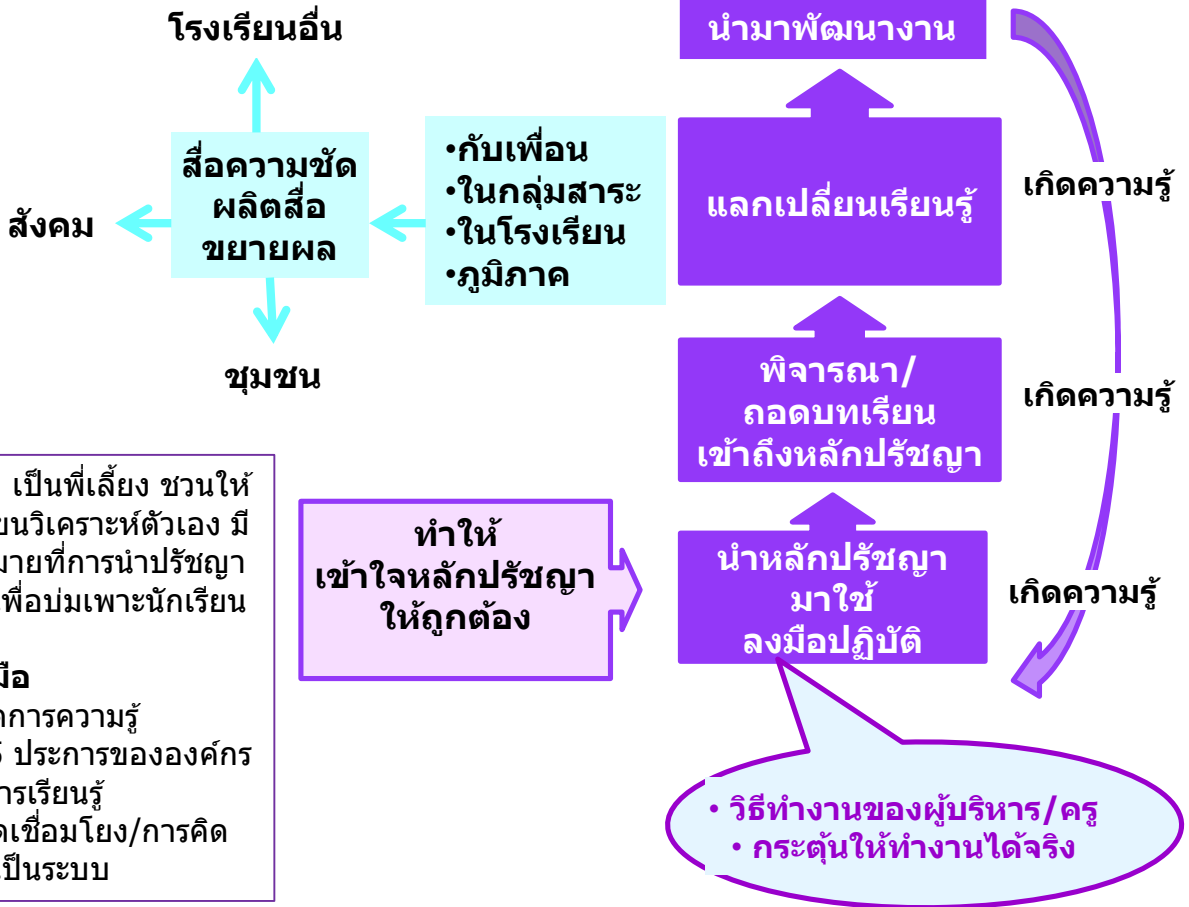 โรงเรียนอื่น
นำมาพัฒนางาน
สื่อความชัด
ผลิตสื่อ
ขยายผล
•กับเพื่อน
•ในกลุ่มสาระ
•ในโรงเรียน
•ภูมิภาค
แลกเปลี่ยนเรียนรู้
เกิดความรู้
สังคม
ชุมชน
พิจารณา/
ถอดบทเรียน
เข้าถึงหลักปรัชญา
เกิดความรู้
เป็นพี่เลี้ยง ชวนให้
ยนวิเคราะห์ตัวเอง มี
มายที่การนำปรัชญา
พื่อบ่มเพาะนักเรียน
มือ
ดการความรู้
5 ประการขององค์กร
ารเรียนรู้
ดเชื่อมโยง/การคิด
ป็นระบบ
ทำให้
เข้าใจหลักปรัชญา
ให้ถูกต้อง
นำหลักปรัชญา
มาใช้
ลงมือปฏิบัติ
เกิดความรู้
• วิธีทำงานของผู้บริหาร/ครู
• กระตุ้นให้ทำงานได้จริง